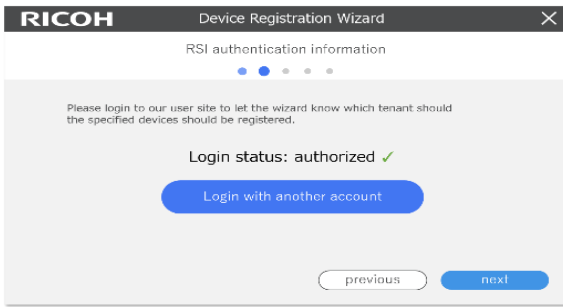 RICOH Device Registration Wizard
RSI authentication information
Please login to our user site to let the wizard know which tenant should
the specified devices should be registered.
Login status: authorized ✓
Login with another account
previous next